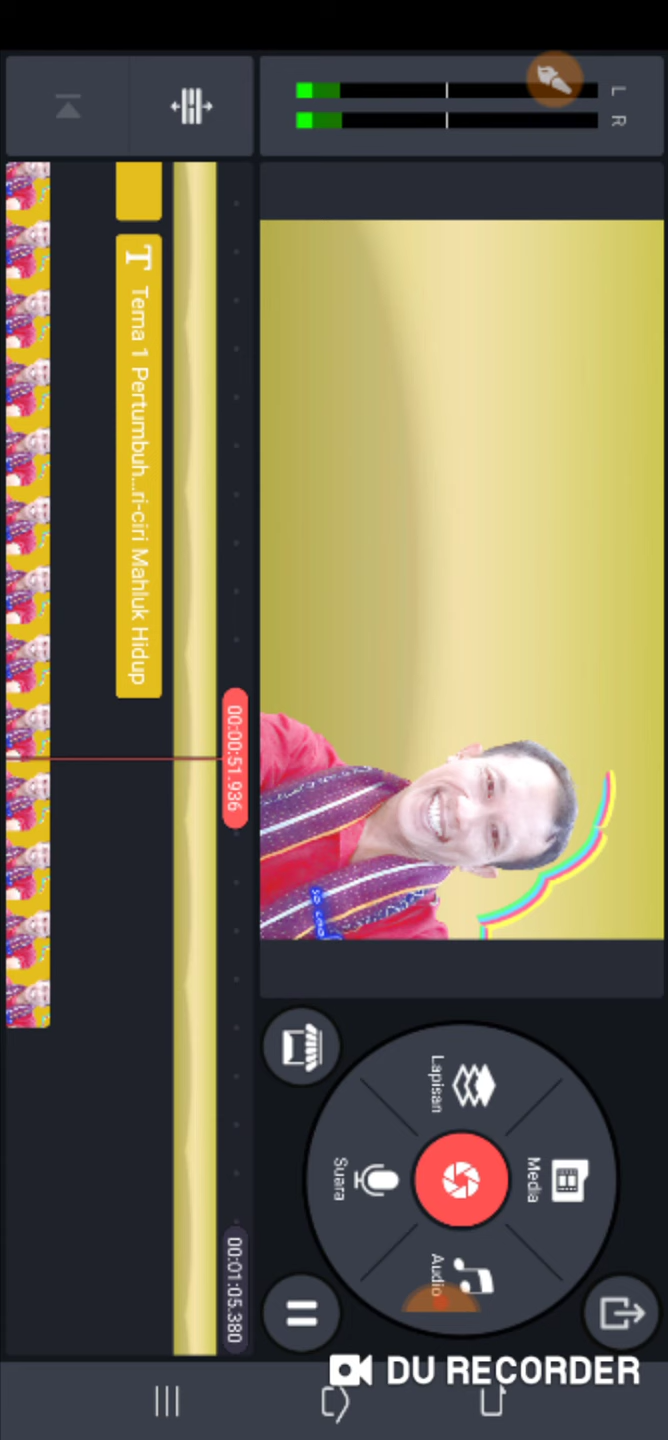 L
R
Tema 1 Pertumbuh...ri-ciri Mahluk Hidup
00:00:51.936
00:01:05.380
Media
Lapisan
Audio
Suara
DU RECORDER